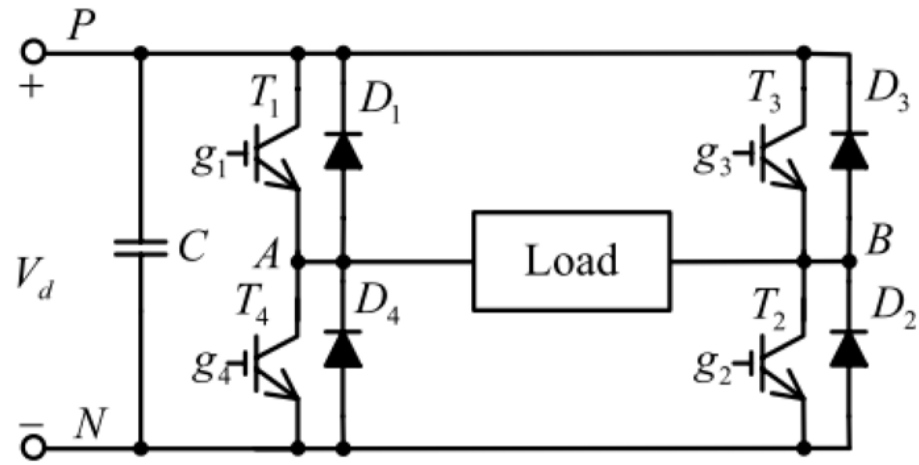 P
+
T1 D1 T3 D3
g1 g3
A Load B
Vd C
T4 D4 T2 D2
g4 g2
− N